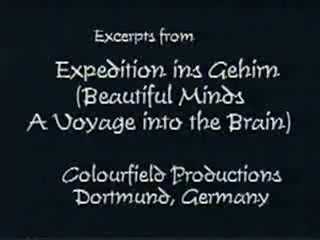 Excerpts from
Expedition ins Gehirn
(Beautiful Minds
A Voyage into the Brain)
Colourfield Productions
Dortmund, Germany